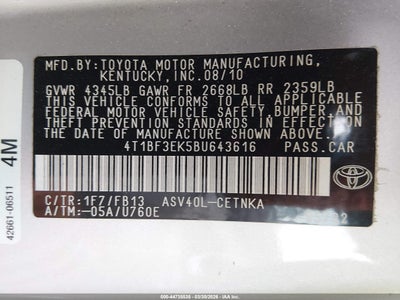 MFD.BY:TOYOTA MOTOR MANUFACTURING,
KENTUCKY,INC.08/10
GVWR 4345LB GAWR FR 2668LB RR 2359LB
THIS VEHICLE CONFORMS TO ALL APPLICABLE
FEDERAL MOTOR VEHICLE SAFETY, BUMPER, AND
THEFT PREVENTION STANDARDS IN EFFECT ON
THE DATE OF MANUFACTURE SHOWN ABOVE.
4T1BF3EK5BU643616 PASS.CAR
C/TR:1F7/FB13 ASV40L-CETNKA
A/TM:-05A/U760E
TOYOTA
4M
42661-06511